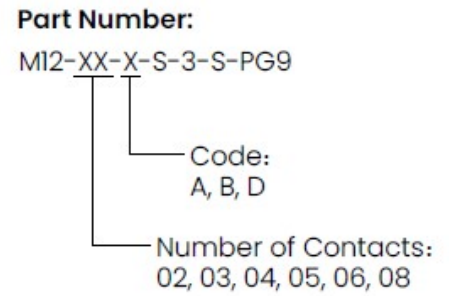 Part Number:
M12-XX-X-S-3-S-PG9
Code:
A, B, D
Number of Contacts:
02, 03, 04, 05, 06, 08